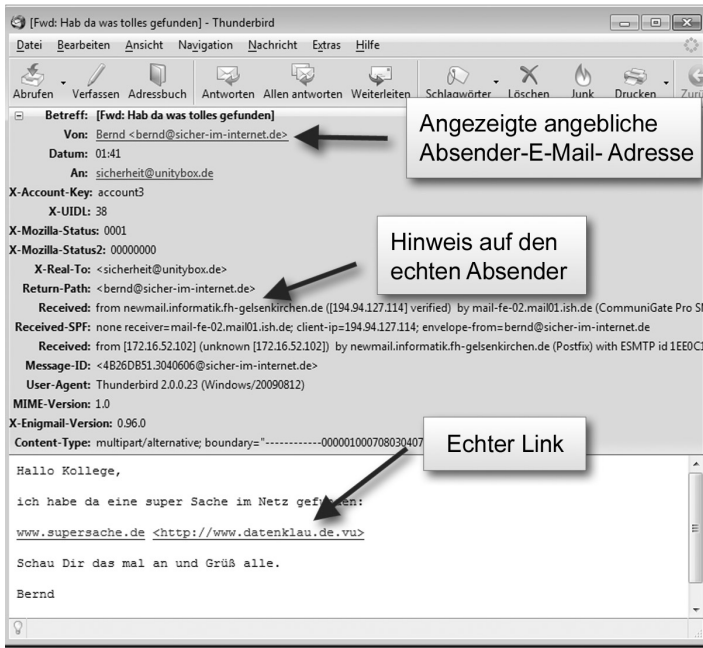 [Fwd: Hab da was tolles gefunden] - Thunderbird
Datei Bearbeiten Ansicht Navigation Nachricht Extras Hilfe
Abrufen Verfassen Adressbuch Antworten Allen antworten Weiterleiten Schlagwörter Löschen Junk Drucken
Betreff: [Fwd: Hab da was tolles gefunden]
Von: Bernd <bernd@sicher-im-internet.de>
Angezeigte angebliche
Absender-E-Mail- Adresse
Datum: 01:41
An: sicherheit@unitybox.de
X-Account-Key: account3
X-UIDL: 38
X-Mozilla-Status: 0001
X-Mozilla-Status2: 00000000
Hinweis auf den
echten Absender
X-Real-To: <sicherheit@unitybox.de>
Return-Path: <bernd@sicher-im-internet.de>
Received: from newmail.informatik.fh-gelsenkirchen.de ([194.94.127.114] verified) by mail-fe-02.mail01.ish.de (CommuniGate Pro
Received-SPF: none receiver=mail-fe-02.mail01.ish.de; client-ip=194.94.127.114; envelope-from=bernd@sicher-im-internet.de
Received: from [172.16.52.102] (unknown [172.16.52.102]) by newmail.informatik.fh-gelsenkirchen.de (Postfix) with ESMTP id 1EE0C1
Message-ID: <4B26DB51.3040606@sicher-im-internet.de>
User-Agent: Thunderbird 2.0.0.23 (Windows/20090812)
MIME-Version: 1.0
X-Enigmail-Version: 0.96.0
Content-Type: multipart/alternative; boundary="------------000001000708030407
Echter Link
Hallo Kollege,
ich habe da eine super Sache im Netz gefunden:
www.supersache.de <http://www.datenklau.de.vu>
Schau Dir das mal an und Grüß alle.
Bernd